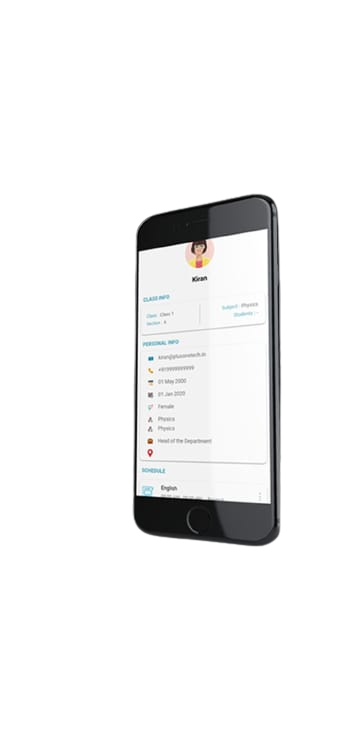 Kiran
CLASS INFO
Class : Class 1
Subject : Physics
Section : A
Students : -
PERSONAL INFO
kiran@plusonetech.in
+919999999999
01 May 2000
01 Jan 2020
Female
Physics
Physics
Head of the Department
SCHEDULE
English